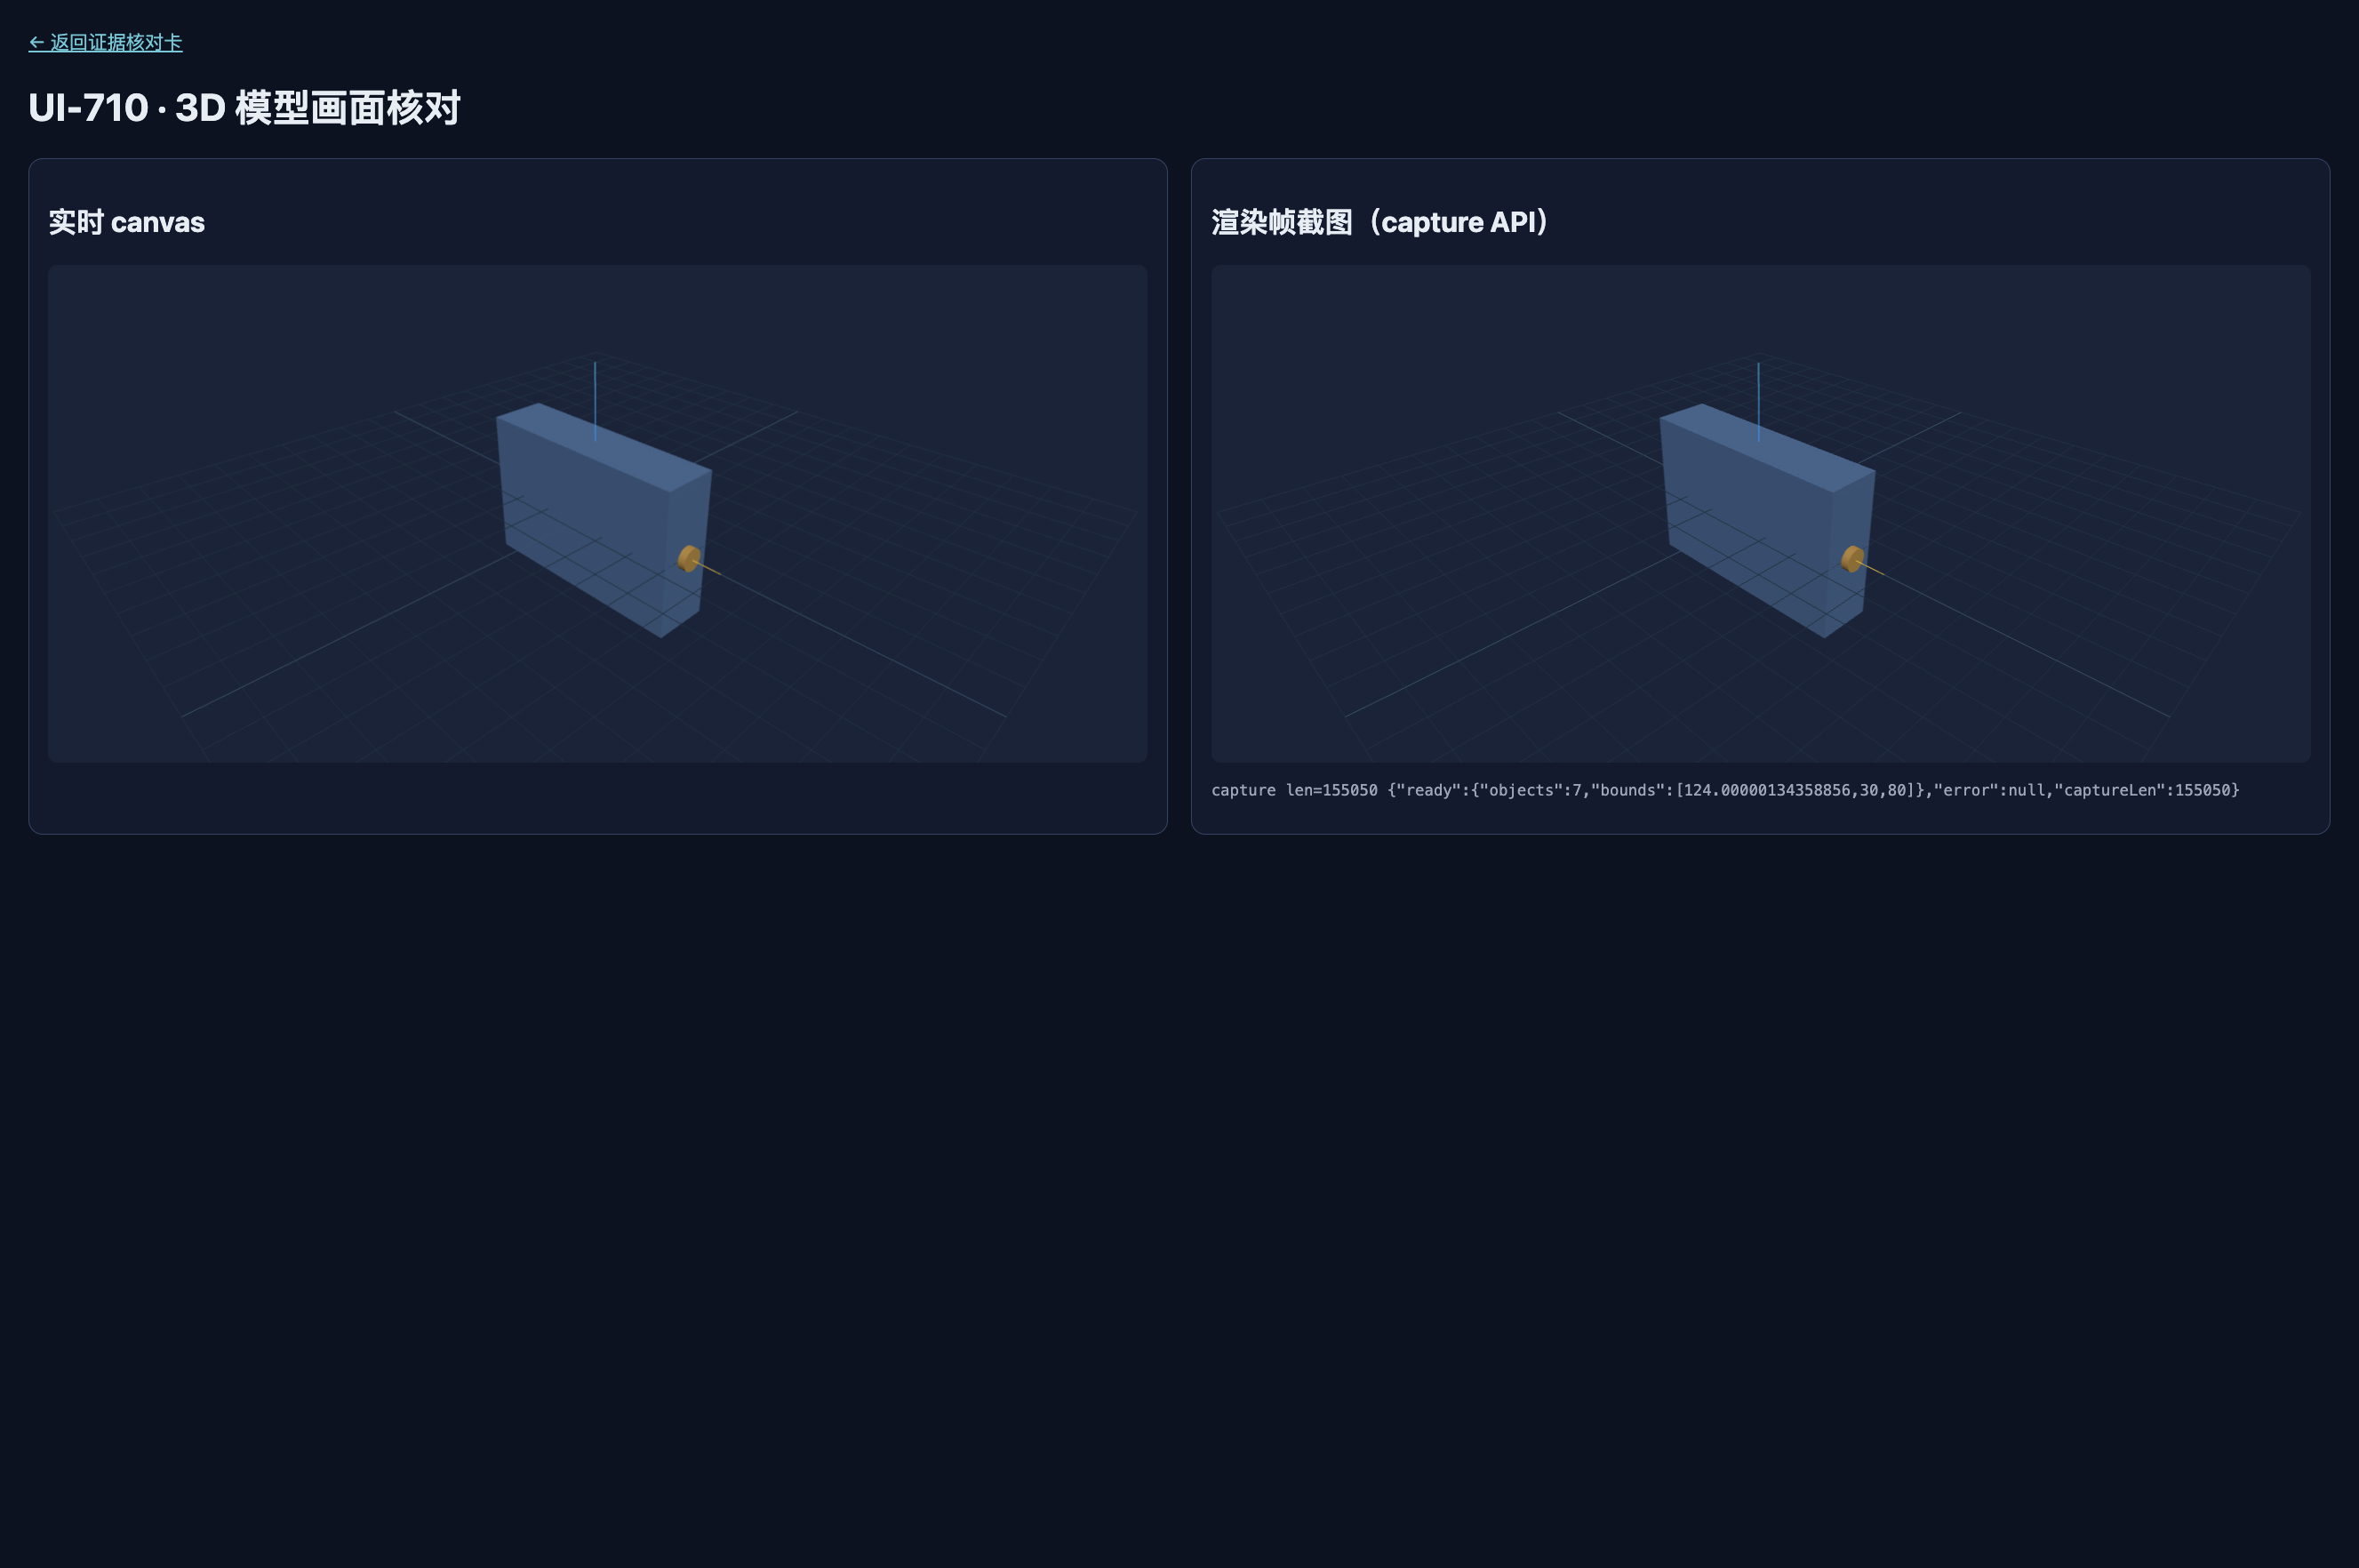 ← 返回证据核对卡
UI-710 · 3D 模型画面核对
实时 canvas
渲染帧截图（capture API）
capture len=155050 {"ready":{"objects":7,"bounds":[124.00000134358856,30,80]},"error":null,"captureLen":155050}